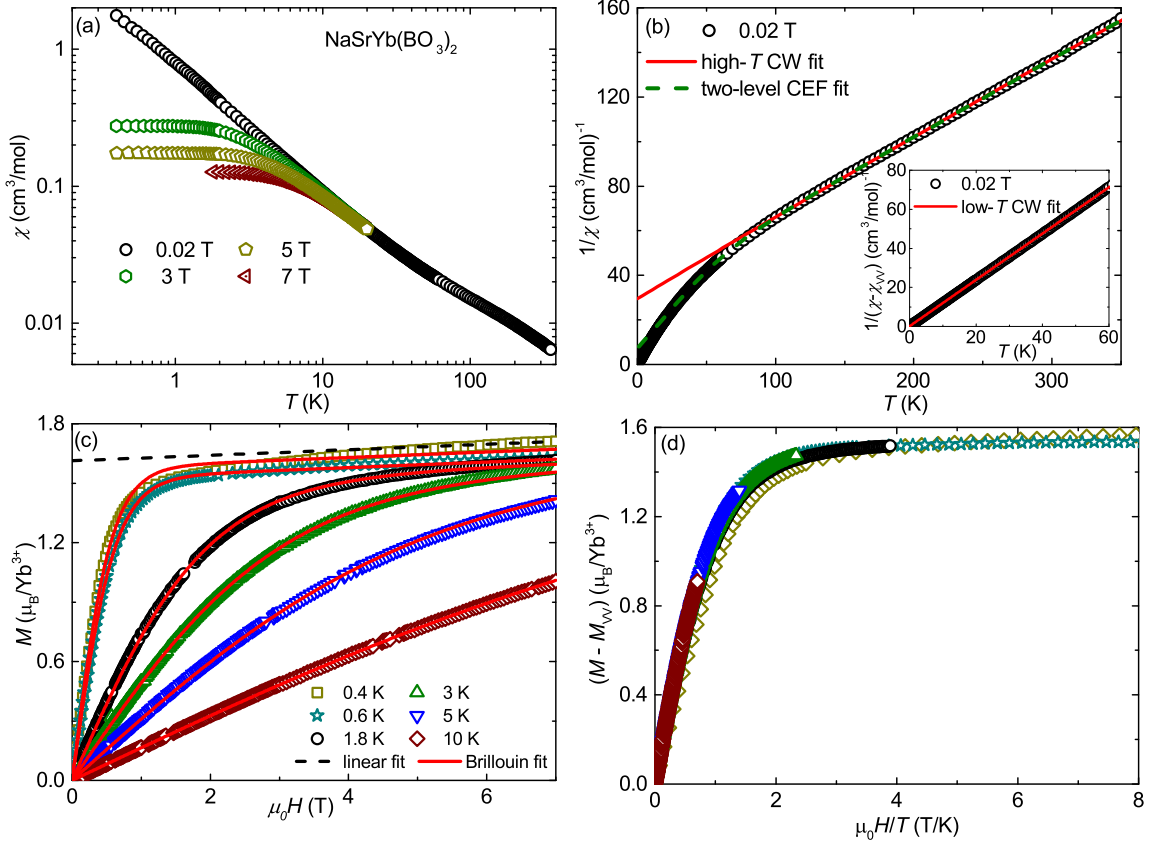 (a)
NaSrYb(BO₃)₂
χ (cm³/mol)
1
0.1
0.01
0.02 T
5 T
3 T
7 T
1
10
100
T (K)
(b)
0.02 T
high-T CW fit
two-level CEF fit
1/χ (cm³/mol)⁻¹
160
120
80
40
0
0
100
200
300
T (K)
0.02 T
low-T CW fit
1/(χ-χ_VV) (cm³/mol)⁻¹
80
60
40
20
0
0
20
40
60
T (K)
(c)
M (μ_B/Yb³⁺)
1.8
1.2
0.6
0.0
0.4 K
3 K
0.6 K
5 K
1.8 K
10 K
linear fit
Brillouin fit
0
2
4
6
μ₀H (T)
(d)
(M - M_VV) (μ_B/Yb³⁺)
1.6
1.2
0.8
0.4
0.0
0
2
4
6
8
μ₀H/T (T/K)